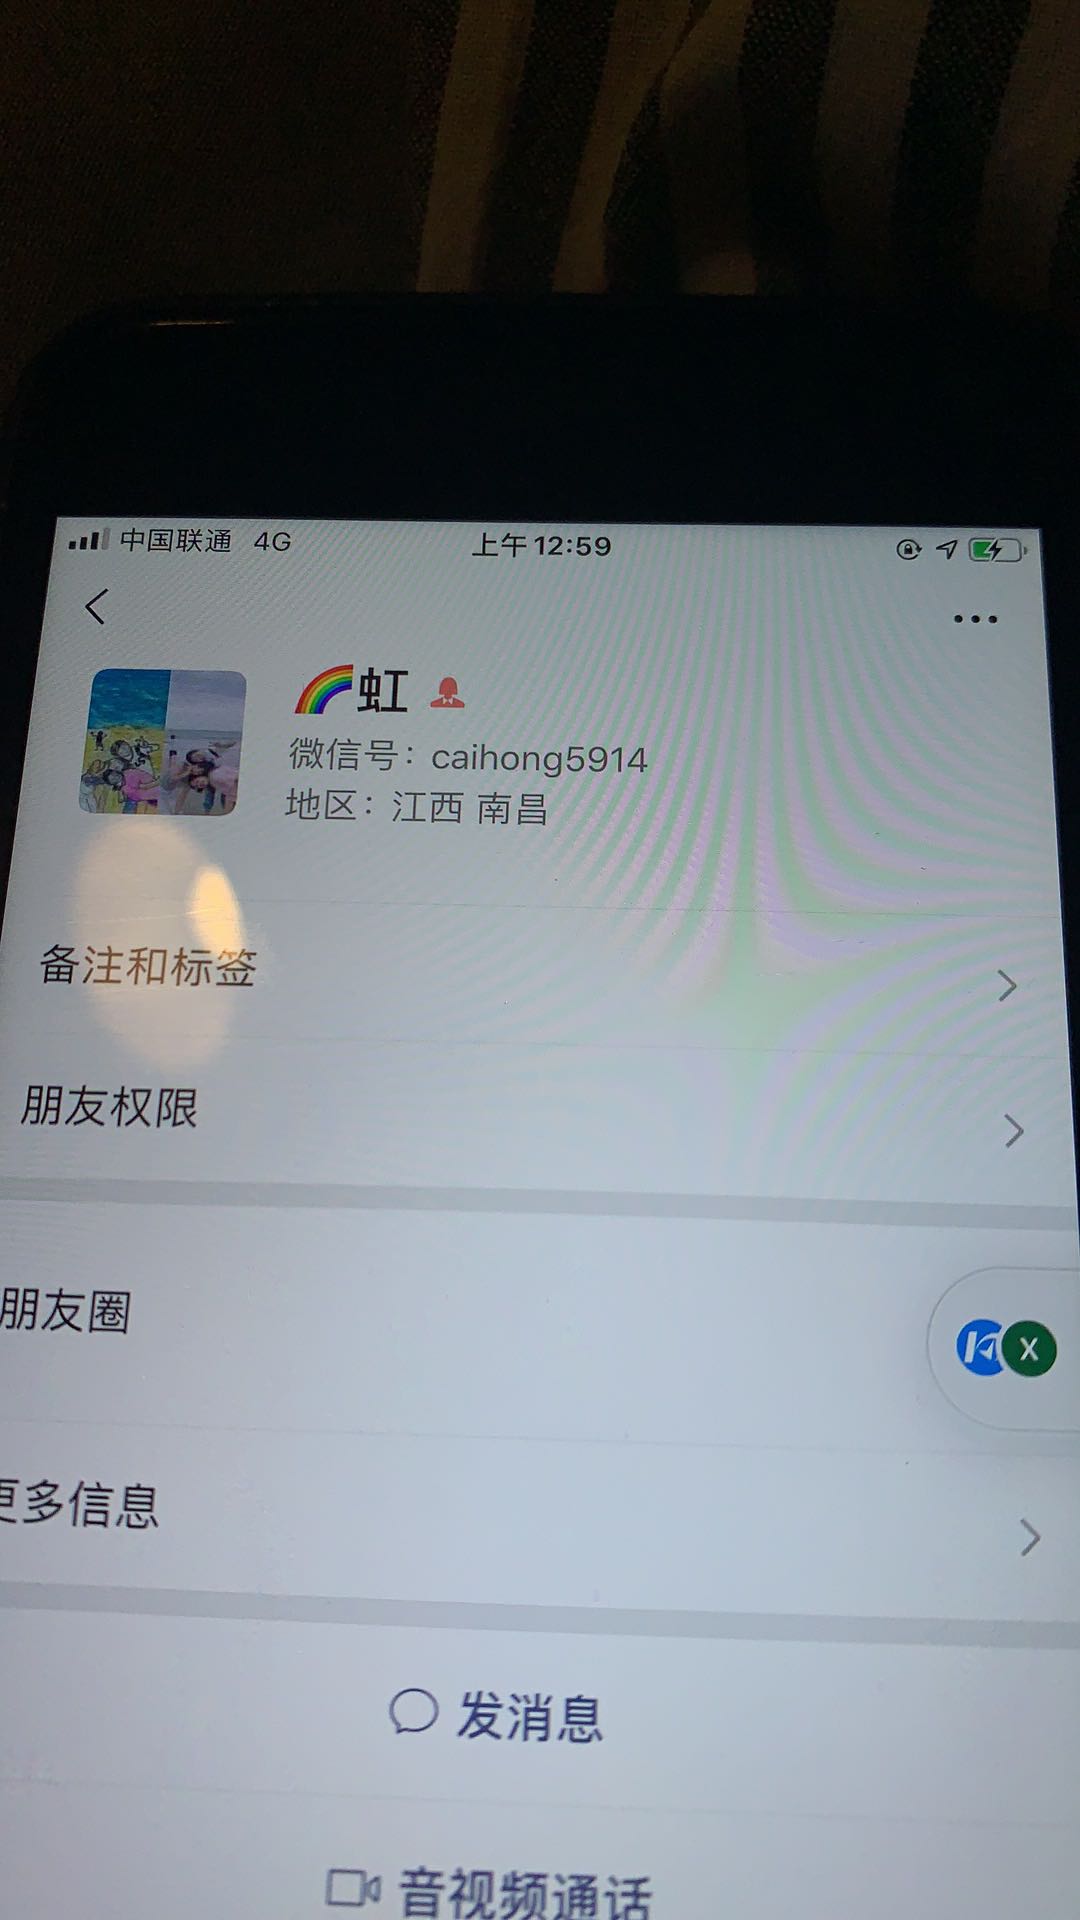 中国联通 4G 上午12:59
🌈虹
微信号：caihong5914
地区：江西 南昌
备注和标签
朋友权限
朋友圈
X
更多信息
发消息
音视频通话